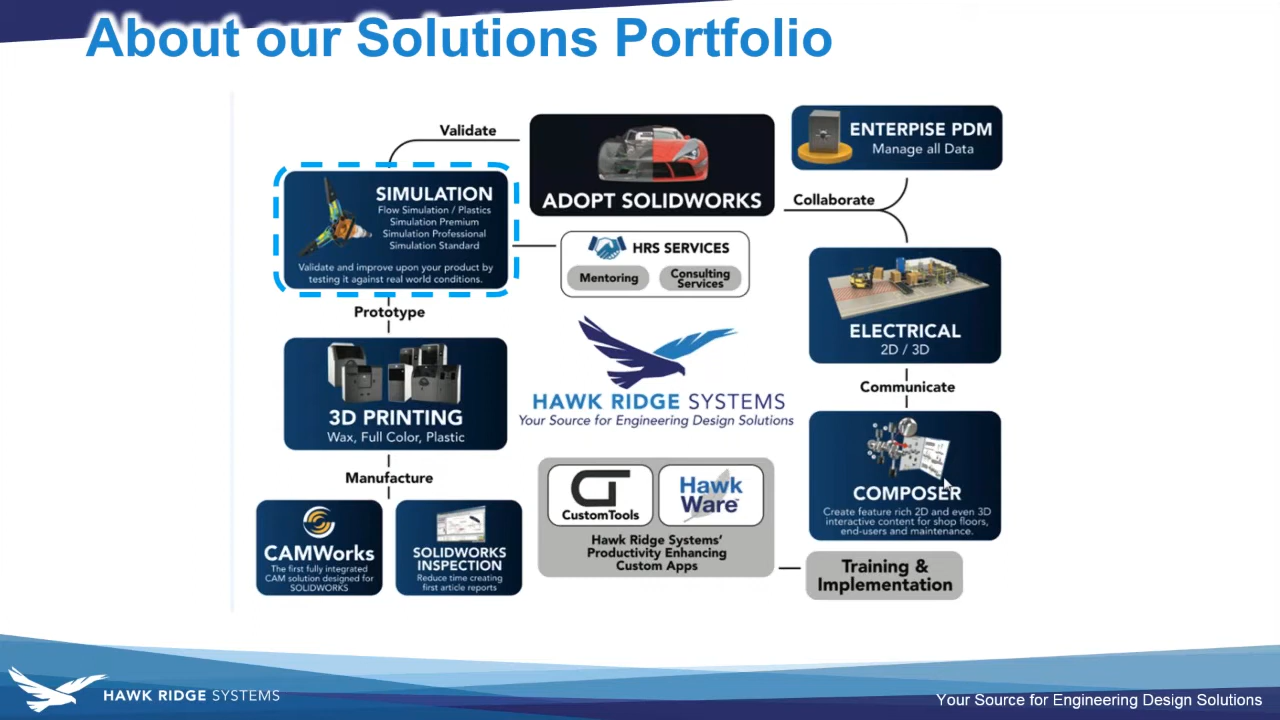 About our Solutions Portfolio
Validate
SIMULATION
Flow Simulation / Plastics
Simulation Premium
Simulation Professional
Simulation Standard
Validate and improve upon your product by
testing it against real world conditions.
Prototype
3D PRINTING
Wax, Full Color, Plastic
Manufacture
CAMWorks
The first fully integrated
CAM solution designed for
SOLIDWORKS
SOLIDWORKS
INSPECTION
Reduce time creating
first article reports
ADOPT SOLIDWORKS
HRS SERVICES
Mentoring
Consulting
Services
HAWK RIDGE SYSTEMS
Your Source for Engineering Design Solutions
CT
CustomTools
Hawk
Ware™
Hawk Ridge Systems’
Productivity Enhancing
Custom Apps
ENTERPISE PDM
Manage all Data
Collaborate
ELECTRICAL
2D / 3D
Communicate
COMPOSER
Create feature rich 2D and even 3D
interactive content for shop floors,
end-users and maintenance.
Training &
Implementation
HAWK RIDGE SYSTEMS
Your Source for Engineering Design Solutions